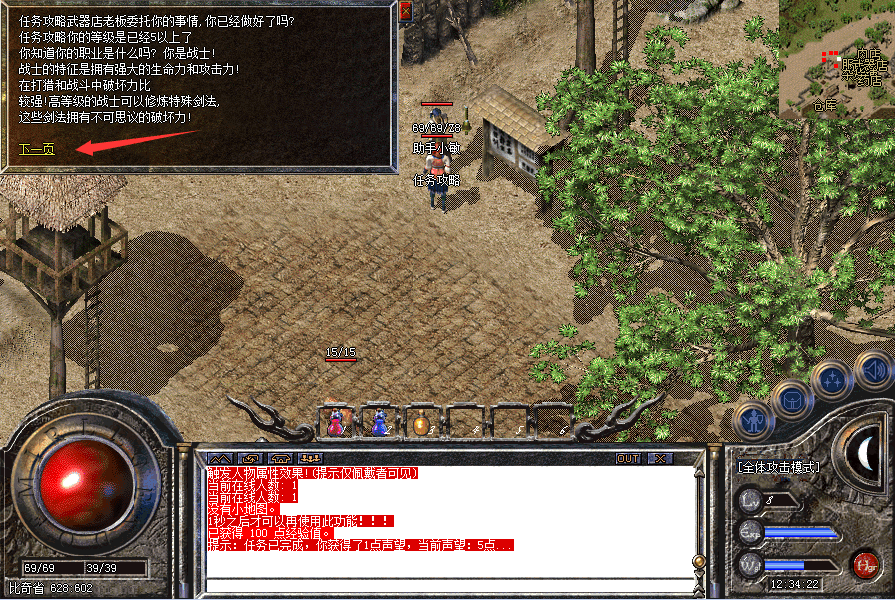 任务攻略武器店老板委托你的事情,你已经做好了吗?
任务攻略你的等级是已经5以上了
你知道你的职业是什么吗? 你是战士!
战士的特征是拥有强大的生命力和攻击力!
在打猎和战斗中破坏力比
较强!高等级的战士可以修炼特殊剑法,
这些剑法拥有不可思议的破坏力!
下一页
肉店
仓库
69/69/Z8
助手小敏
任务攻略
15/15
OUT
触发人物属性效果!(提示仅佩戴者可见)
当前在线人数: 1
当前在线人数: 1
没有小地图。
1秒之后才可以再使用此功能!!!
已获得 100 点经验值。
提示: 任务已完成, 你获得了1点声望, 当前声望: 5点...
[全体攻击模式]
Lv 8
Exp
W
Hgr
69/69 39/39
比奇省 628:602
12:34:22